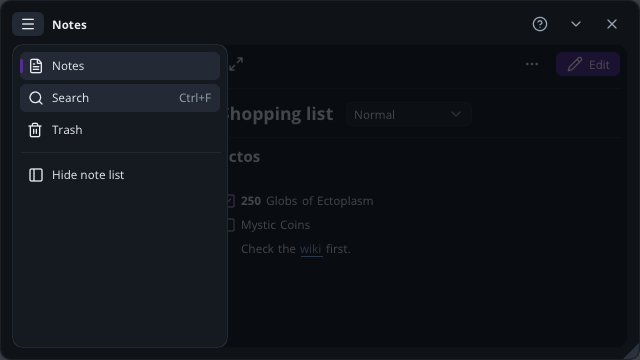 Notes
Notes
Edit
Search Ctrl+F
Shopping list Normal
Trash
ctos
Hide note list
250 Globs of Ectoplasm
Mystic Coins
Check the wiki first.